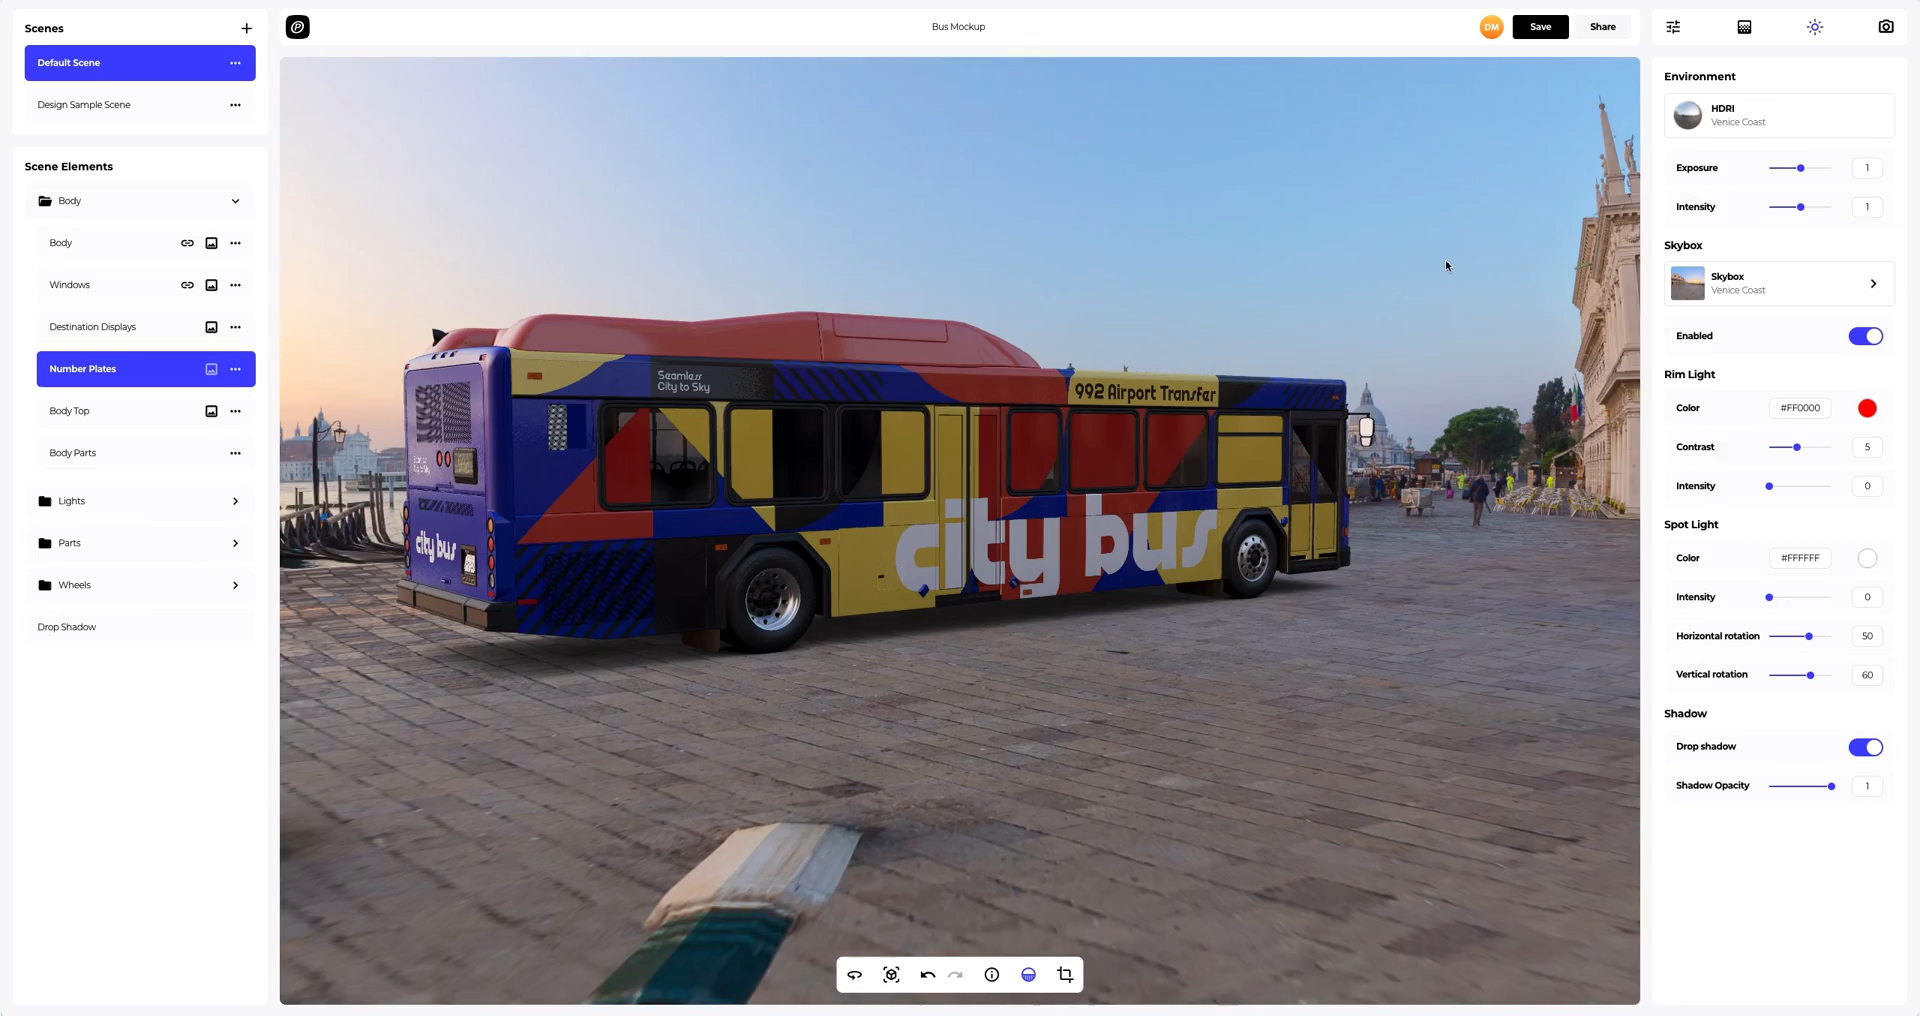 Scenes
Default Scene
Design Sample Scene
Scene Elements
Body
Body
Windows
Destination Displays
Number Plates
Body Top
Body Parts
Lights
Parts
Wheels
Drop Shadow
Bus Mockup
DM
Save
Share
Seamless
City to Sky
992 Airport Transfer
city bus
city bus
Environment
HDRI
Venice Coast
Exposure 1
Intensity 1
Skybox
Skybox
Venice Coast
Enabled
Rim Light
Color #FF0000
Contrast 5
Intensity 0
Spot Light
Color #FFFFFF
Intensity 0
Horizontal rotation 50
Vertical rotation 60
Shadow
Drop shadow
Shadow Opacity 1